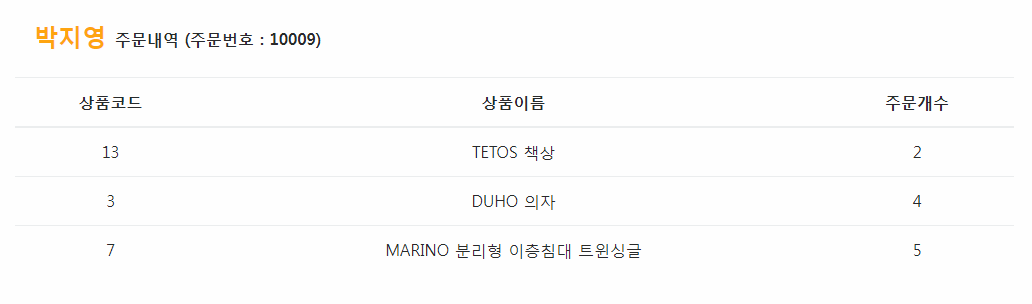 박지영 주문내역 (주문번호 : 10009)
상품코드 상품이름 주문개수
13 TETOS 책상 2
3 DUHO 의자 4
7 MARINO 분리형 이층침대 트윈싱글 5